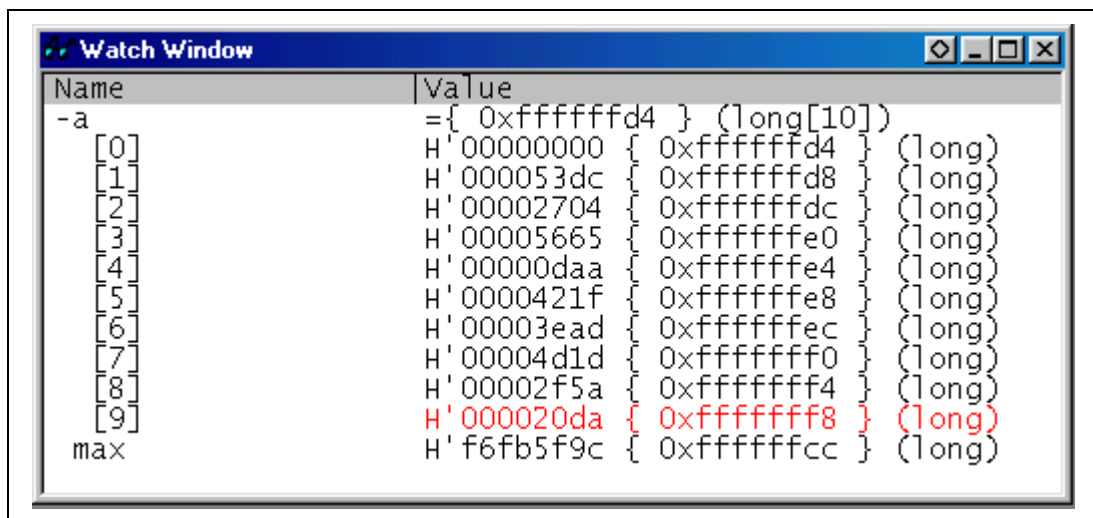 Watch Window
Name Value
-a ={ 0xffffffd4 } (long[10])
[0] H'00000000 { 0xffffffd4 } (long)
[1] H'000053dc { 0xffffffd8 } (long)
[2] H'00002704 { 0xffffffdc } (long)
[3] H'00005665 { 0xffffffe0 } (long)
[4] H'00000daa { 0xffffffe4 } (long)
[5] H'0000421f { 0xffffffe8 } (long)
[6] H'00003ead { 0xffffffec } (long)
[7] H'00004d1d { 0xfffffff0 } (long)
[8] H'00002f5a { 0xfffffff4 } (long)
[9] H'000020da { 0xfffffff8 } (long)
max H'f6fb5f9c { 0xffffffcc } (long)